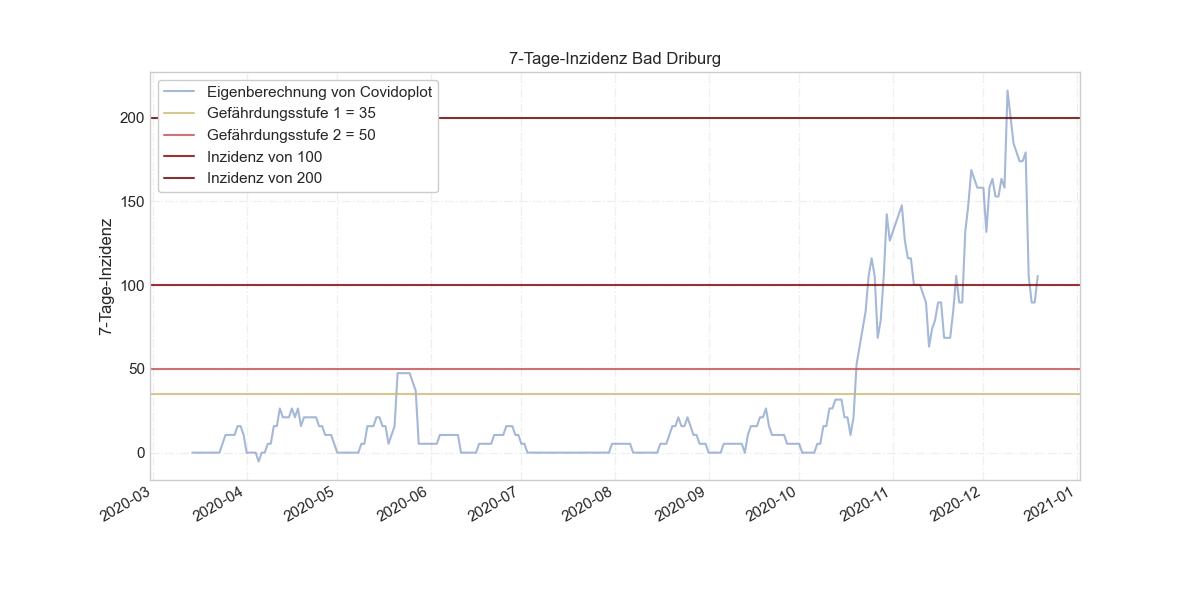 7-Tage-Inzidenz Bad Driburg
Eigenberechnung von Covidoplot
Gefährdungsstufe 1 = 35
Gefährdungsstufe 2 = 50
Inzidenz von 100
Inzidenz von 200
7-Tage-Inzidenz
200
150
100
50
0
2020-03
2020-04
2020-05
2020-06
2020-07
2020-08
2020-09
2020-10
2020-11
2020-12
2021-01